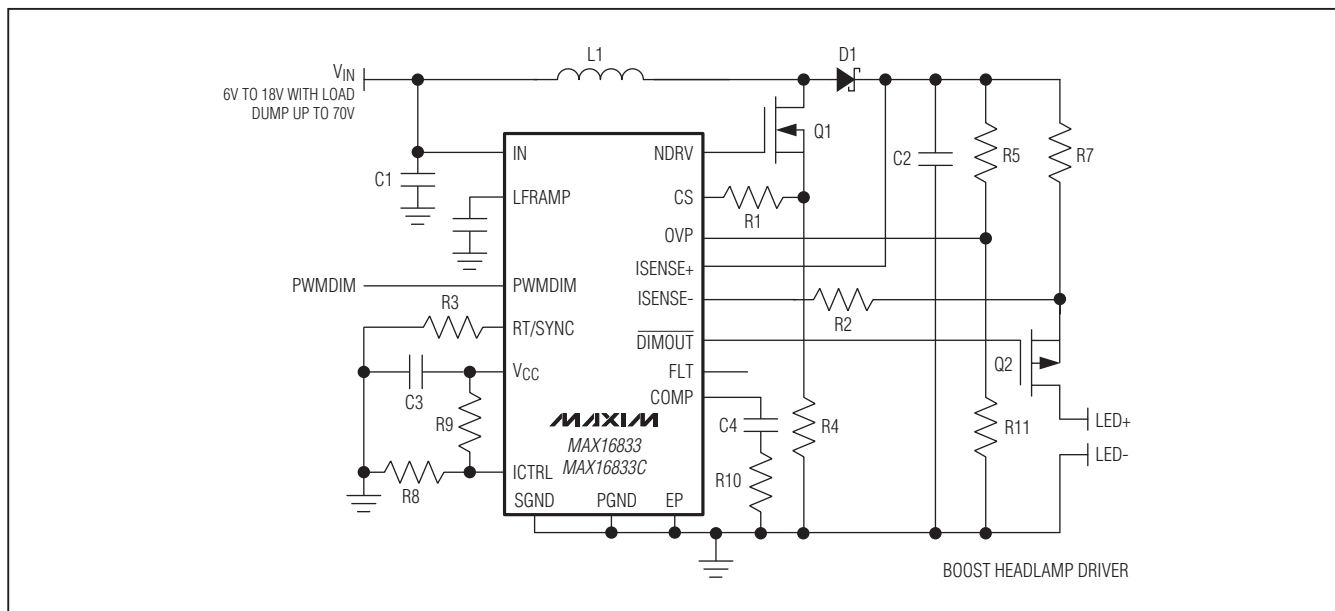 L1
D1
VIN
6V TO 18V WITH LOAD
DUMP UP TO 70V
Q1
IN
NDRV
C2
R5
R7
C1
LFRAMP
CS
R1
OVP
ISENSE+
PWMDIM
PWMDIM
ISENSE-
R3
R2
RT/SYNC
DIMOUT
Q2
VCC
FLT
C3
COMP
LED+
R9
MAXIM
C4
R4
R11
MAX16833
LED-
MAX16833C
ICTRL
R10
R8
SGND
PGND
EP
BOOST HEADLAMP DRIVER